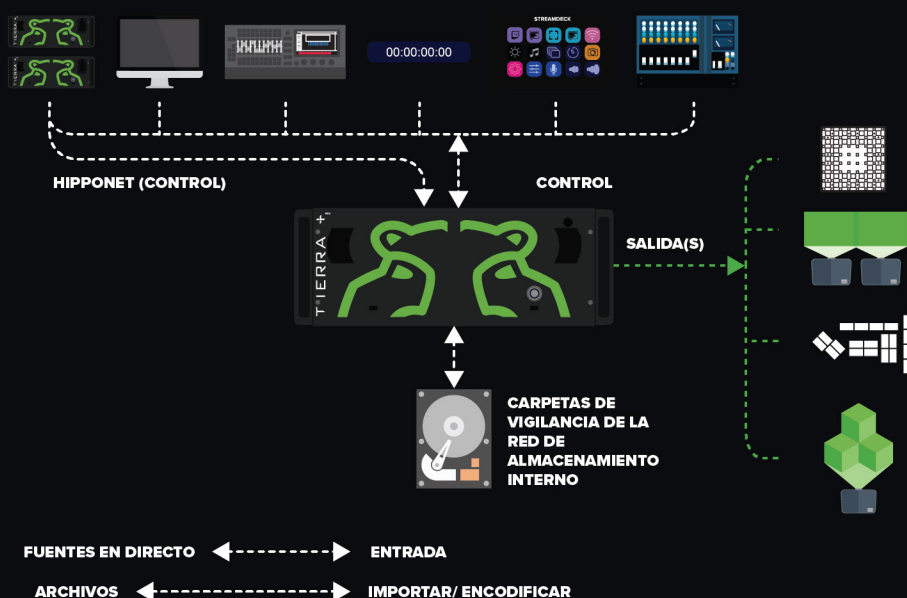 STREAMDECK
00:00:00:00
HIPPONET (CONTROL)
CONTROL
TIERRA +
SALIDA(S)
CARPETAS DE
VIGILANCIA DE LA
RED DE
ALMACENAMIENTO
INTERNO
FUENTES EN DIRECTO
ENTRADA
ARCHIVOS
IMPORTAR/ ENCODIFICAR